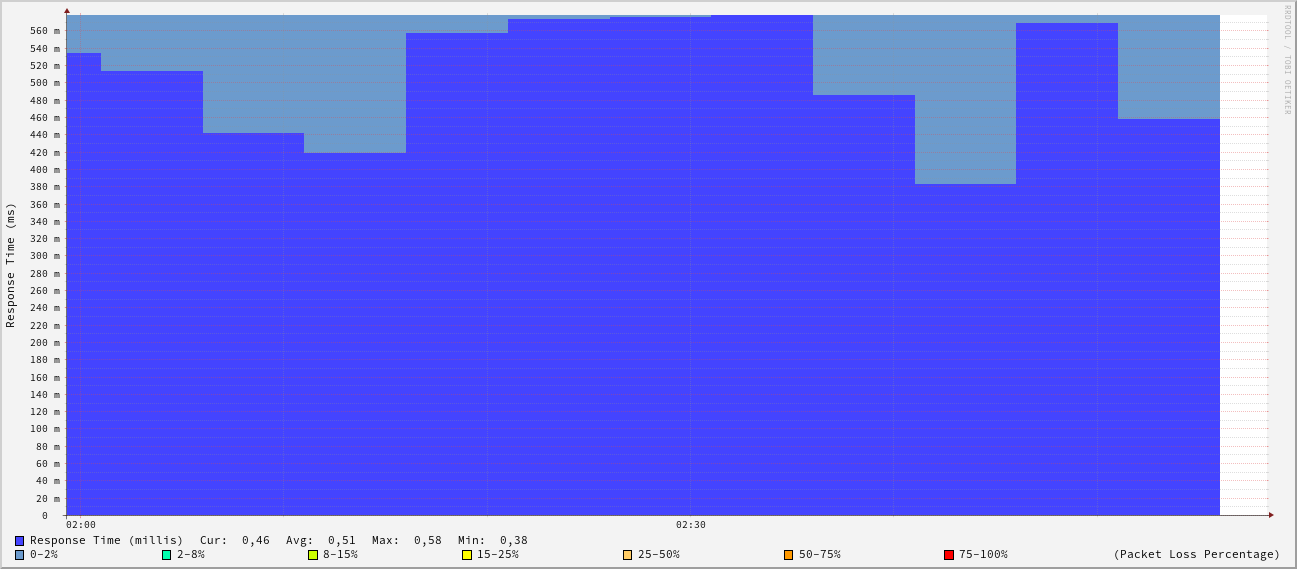 RRDTOOL / TOBI OETIKER
Response Time (ms)
560 m
540 m
520 m
500 m
480 m
460 m
440 m
420 m
400 m
380 m
360 m
340 m
320 m
300 m
280 m
260 m
240 m
220 m
200 m
180 m
160 m
140 m
120 m
100 m
80 m
60 m
40 m
20 m
0
02:00 02:30
Response Time (millis) Cur: 0,46 Avg: 0,51 Max: 0,58 Min: 0,38
0-2% 2-8% 8-15% 15-25% 25-50% 50-75% 75-100% (Packet Loss Percentage)